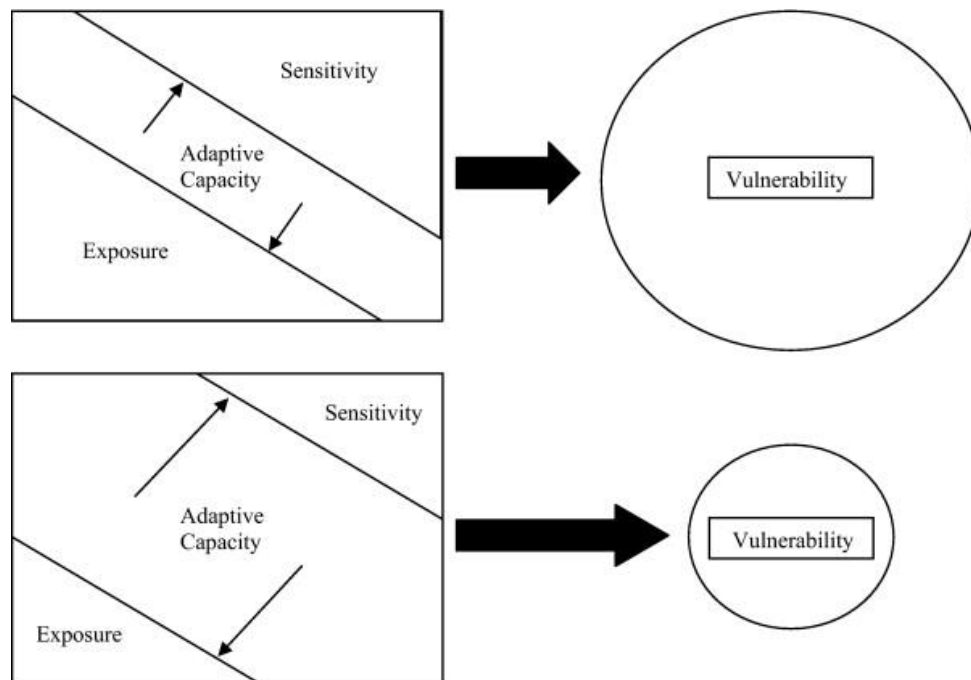 Sensitivity
Adaptive
Capacity
Exposure
Vulnerability
Sensitivity
Adaptive
Capacity
Exposure
Vulnerability